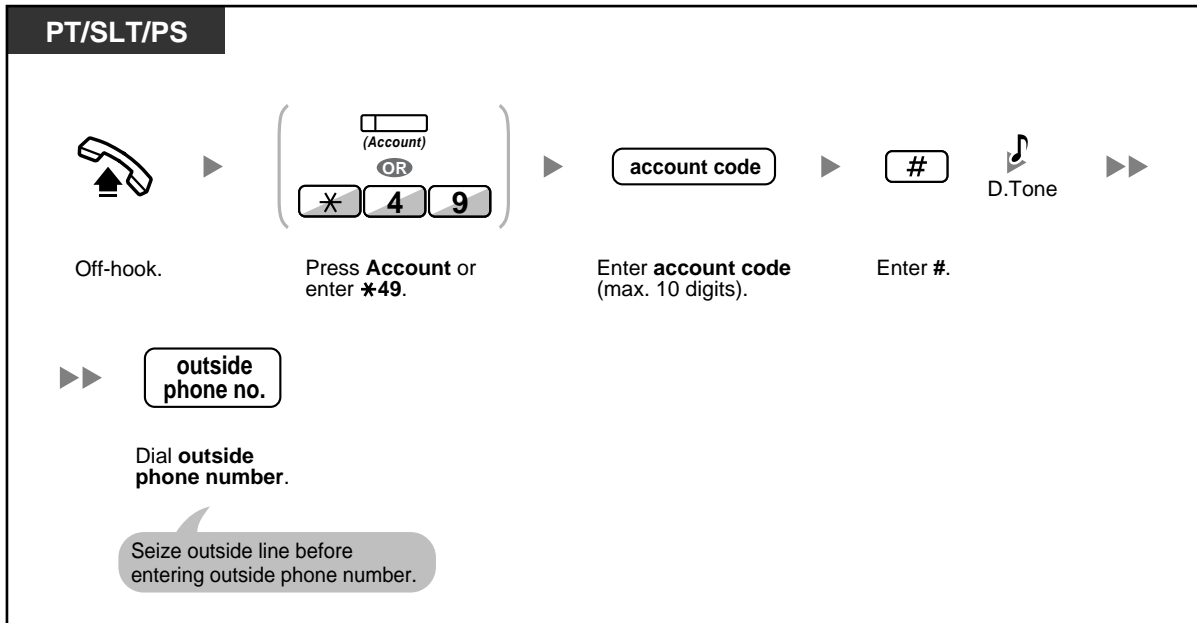 PT/SLT/PS
(Account)
OR
* 4 9
account code
#
D.Tone
Off-hook.
Press Account or
enter *49.
Enter account code
(max. 10 digits).
Enter #.
outside
phone no.
Dial outside
phone number.
Seize outside line before
entering outside phone number.